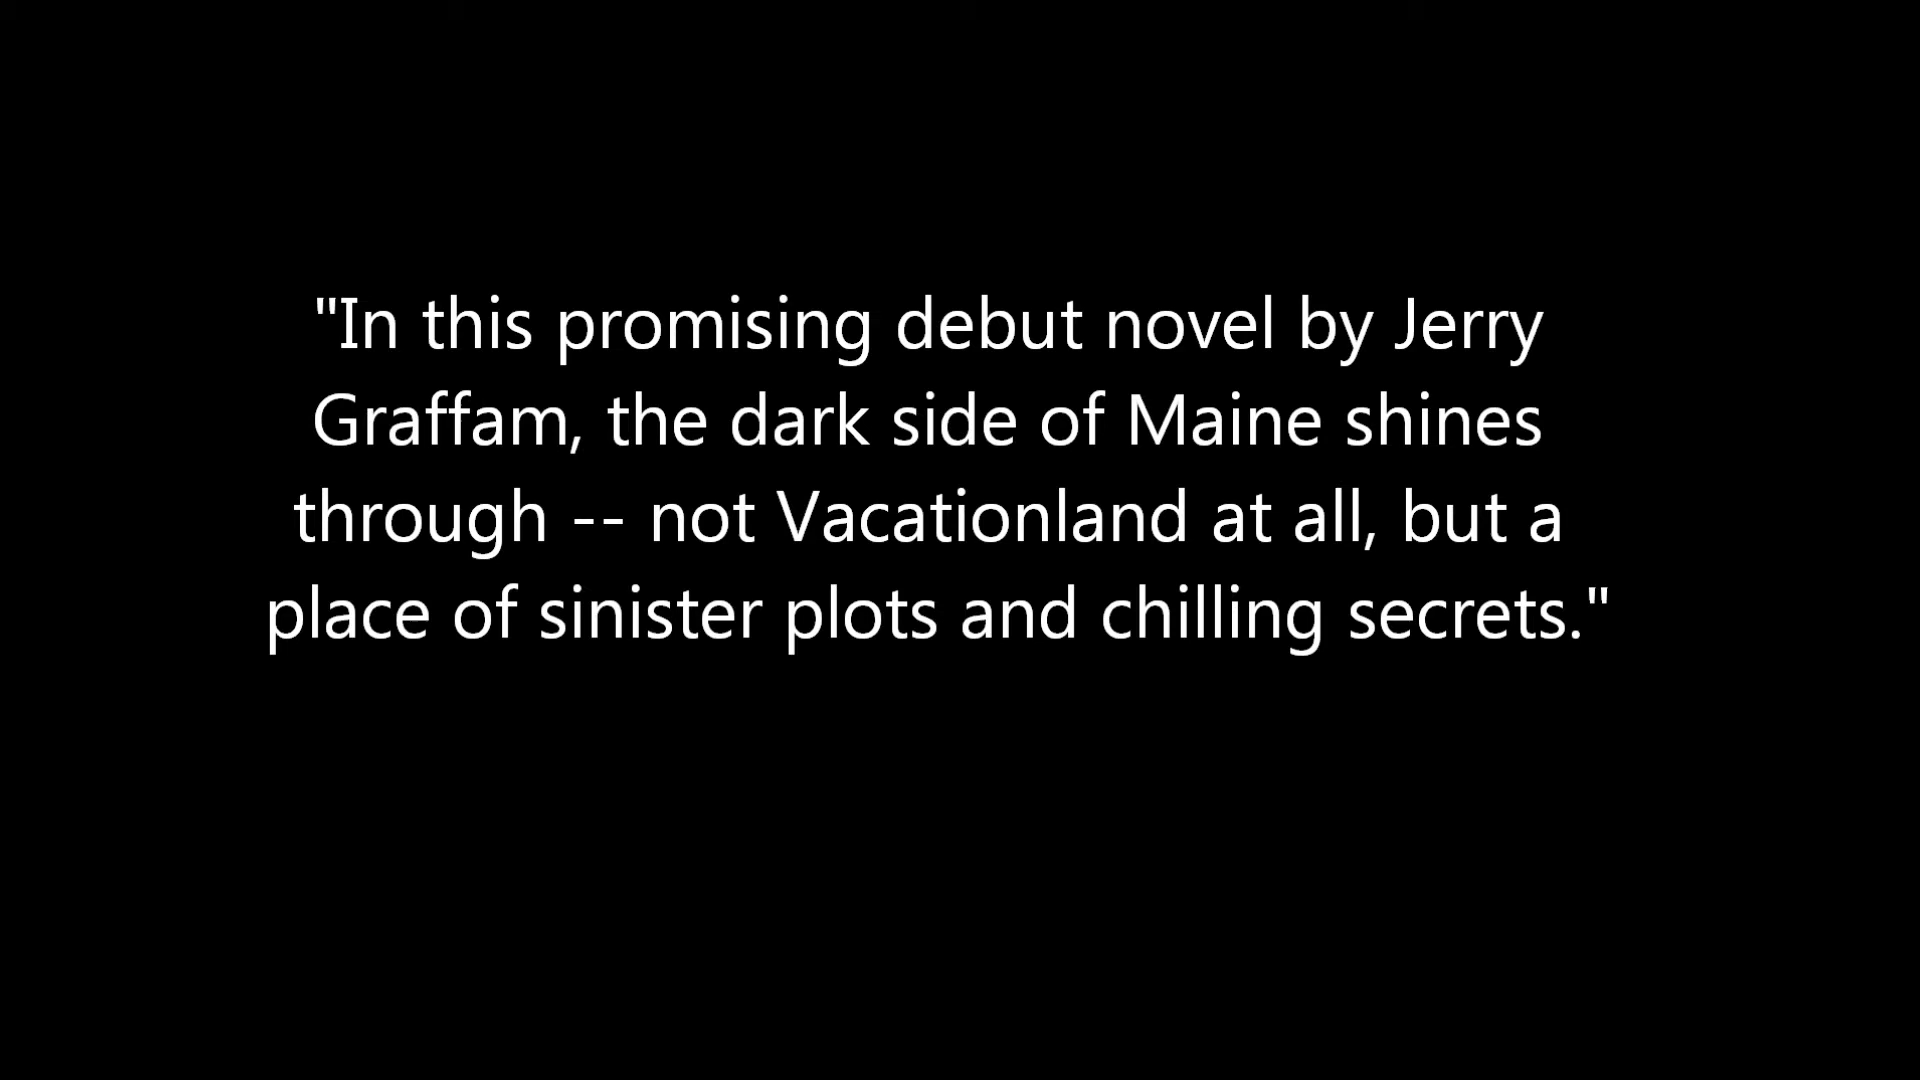 "In this promising debut novel by Jerry
Graffam, the dark side of Maine shines
through -- not Vacationland at all, but a
place of sinister plots and chilling secrets."